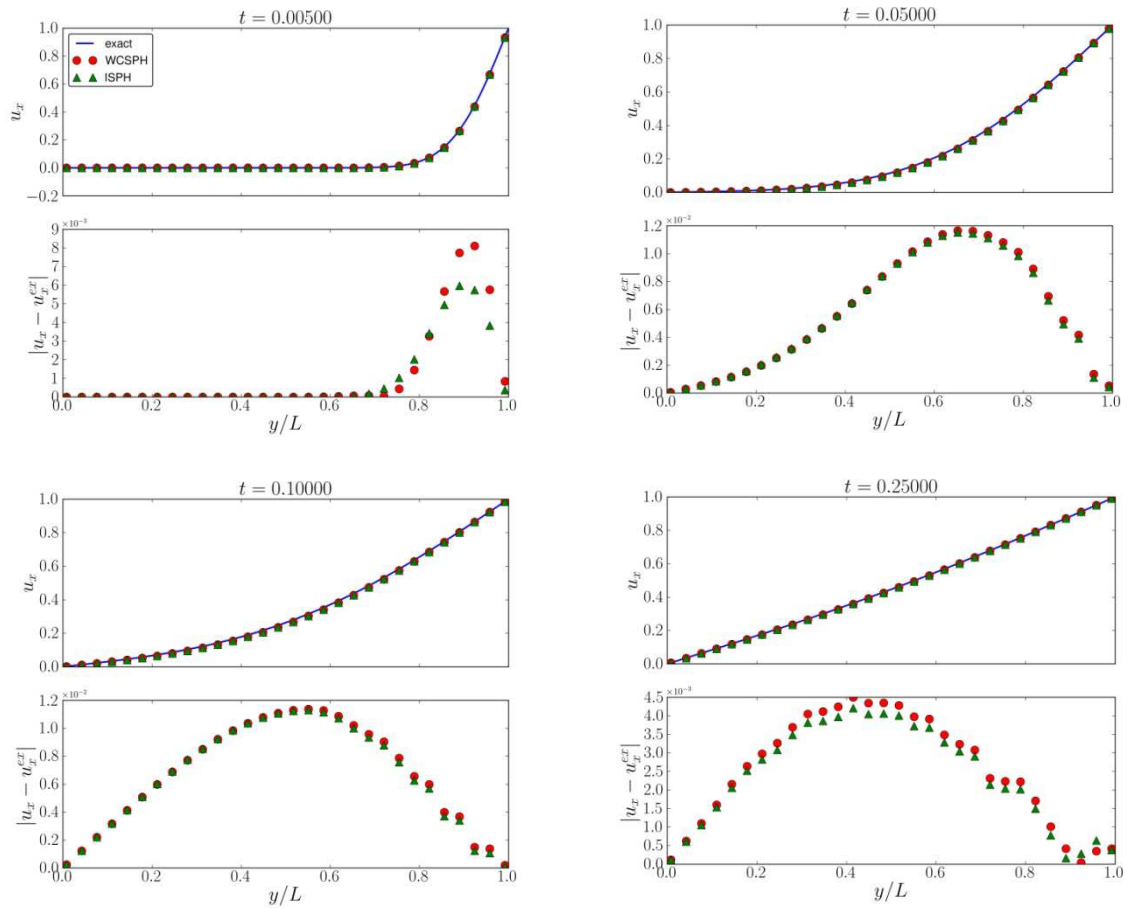 t = 0.00500
1.0
0.8
0.6
0.4
0.2
0.0
−0.2
u_x
exact
WCSPH
ISPH
×10⁻³
9
8
7
6
5
4
3
2
1
0
|u_x − u_x^{ex}|
0.0 0.2 0.4 0.6 0.8 1.0
y/L
t = 0.05000
1.0
0.8
0.6
0.4
0.2
0.0
u_x
×10⁻²
1.2
1.0
0.8
0.6
0.4
0.2
0.0
|u_x − u_x^{ex}|
0.0 0.2 0.4 0.6 0.8 1.0
y/L
t = 0.10000
1.0
0.8
0.6
0.4
0.2
0.0
u_x
×10⁻²
1.2
1.0
0.8
0.6
0.4
0.2
0.0
|u_x − u_x^{ex}|
0.0 0.2 0.4 0.6 0.8 1.0
y/L
t = 0.25000
1.0
0.8
0.6
0.4
0.2
0.0
u_x
×10⁻³
4.5
4.0
3.5
3.0
2.5
2.0
1.5
1.0
0.5
0.0
|u_x − u_x^{ex}|
0.0 0.2 0.4 0.6 0.8 1.0
y/L